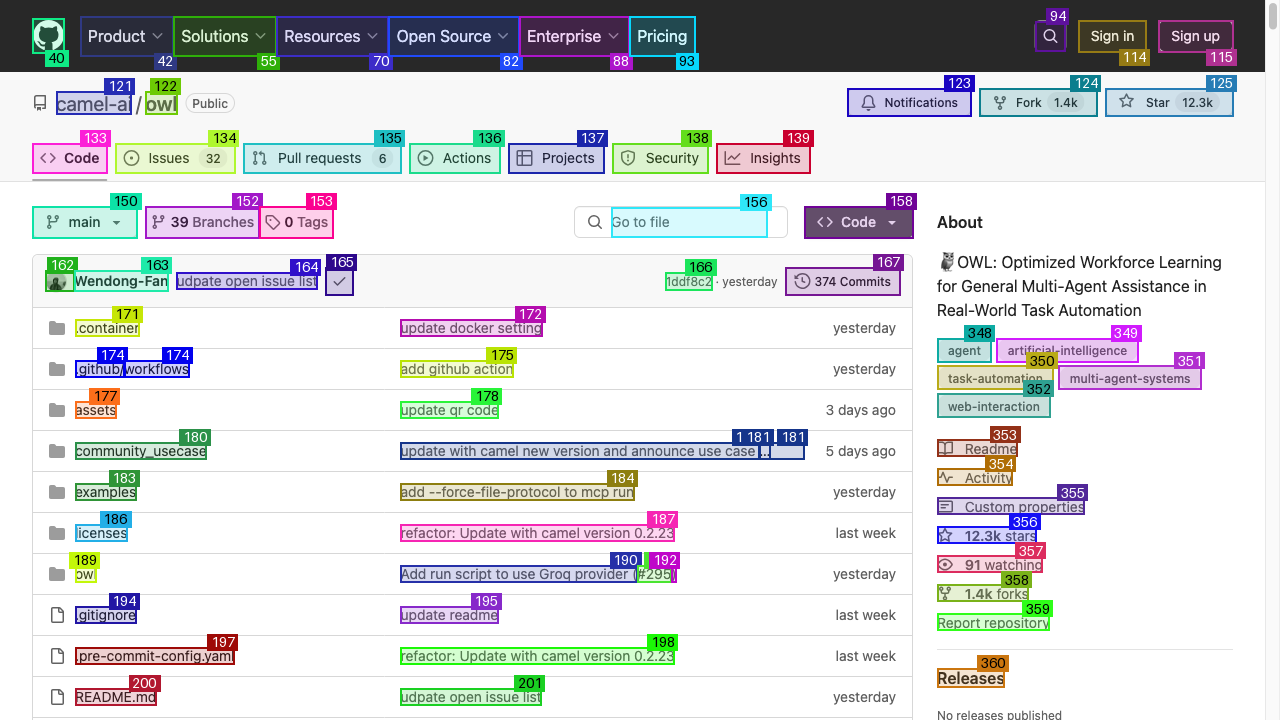 Product
Solutions
Resources
Open Source
Enterprise
Pricing
94
Sign in
Sign up
40
42
55
70
82
88
93
114
115
121
122
camel-ai / owl
Public
123
124
125
Notifications
Fork 1.4k
Star 12.3k
133
134
135
136
137
138
139
Code
Issues 32
Pull requests 6
Actions
Projects
Security
Insights
150
152
153
156
158
main
39 Branches
0 Tags
Go to file
Code
162
163
164
165
166
167
Wendong-Fan
udpate open issue list
1ddf8c2 · yesterday
374 Commits
171
172
.container
update docker setting
yesterday
174
174
175
.github/workflows
add github action
yesterday
177
178
assets
update qr code
3 days ago
180
181
181
community_usecase
update with camel new version and announce use case ...
5 days ago
183
184
examples
add --force-file-protocol to mcp run
yesterday
186
187
licenses
refactor: Update with camel version 0.2.23
last week
189
190
192
owl
Add run script to use Groq provider (#295)
yesterday
194
195
.gitignore
update readme
last week
197
198
.pre-commit-config.yaml
refactor: Update with camel version 0.2.23
last week
200
201
README.md
udpate open issue list
yesterday
About
🦉OWL: Optimized Workforce Learning
for General Multi-Agent Assistance in
Real-World Task Automation
348
349
agent
artificial-intelligence
350
351
task-automation
multi-agent-systems
352
web-interaction
353
Readme
354
Activity
355
Custom properties
356
12.3k stars
357
91 watching
358
1.4k forks
359
Report repository
360
Releases
No releases published